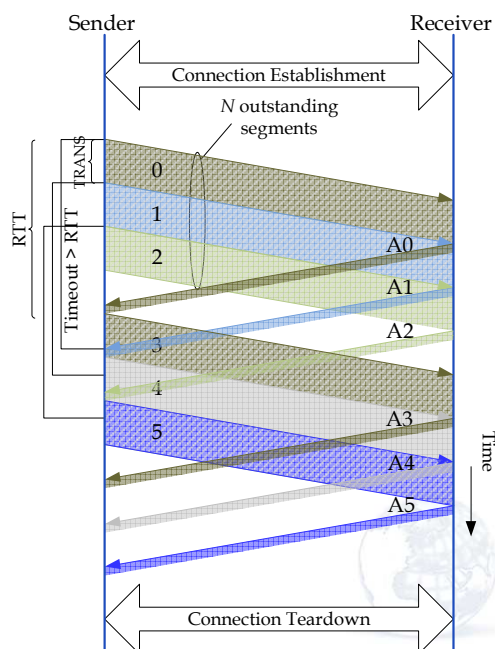 Sender
Receiver
Connection Establishment
N outstanding
segments
RTT
TRANS
Timeout > RTT
0
1
2
A0
A1
A2
3
4
5
A3
A4
A5
Time
Connection Teardown